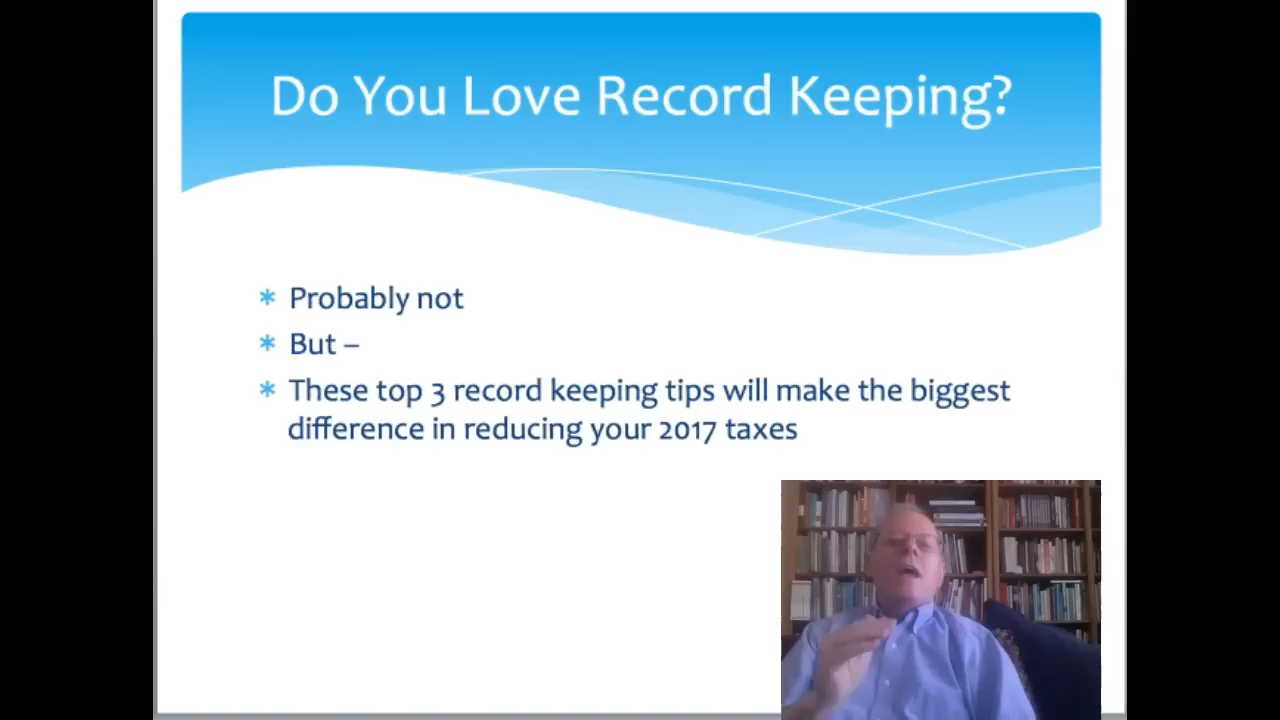 Do You Love Record Keeping?
* Probably not
* But –
* These top 3 record keeping tips will make the biggest
difference in reducing your 2017 taxes